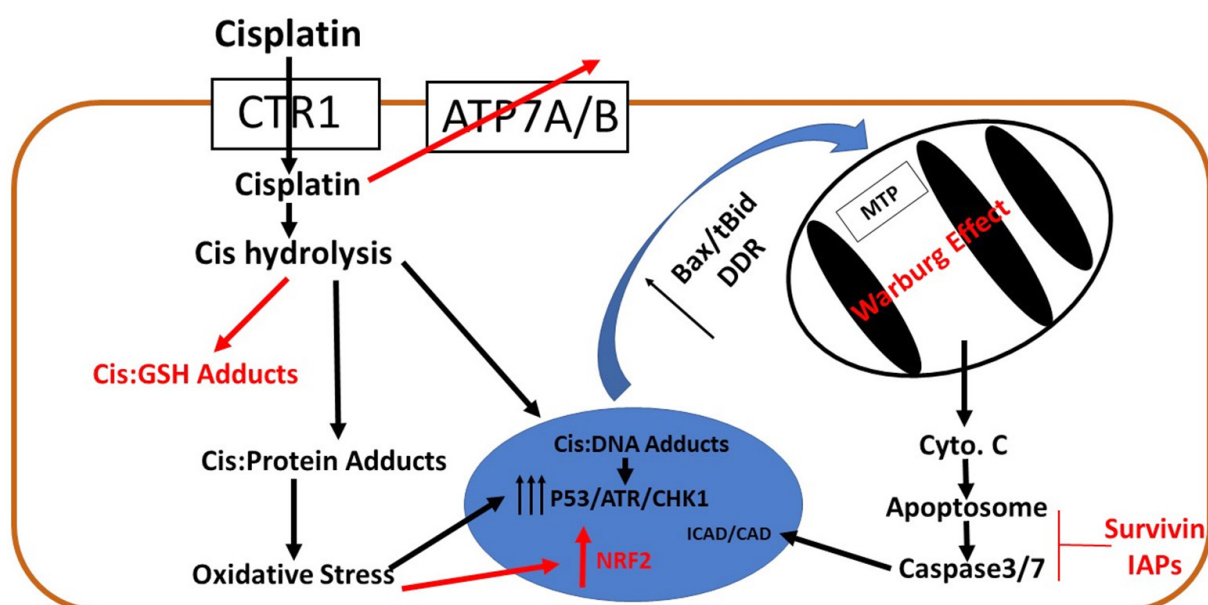 Cisplatin
CTR1
ATP7A/B
Cisplatin
Cis hydrolysis
Cis:GSH Adducts
Cis:Protein Adducts
Oxidative Stress
Cis:DNA Adducts
P53/ATR/CHK1
NRF2
ICAD/CAD
Bax/tBid
DDR
MTP
Warburg Effect
Cyto. C
Apoptosome
Caspase3/7
Survivin
IAPs